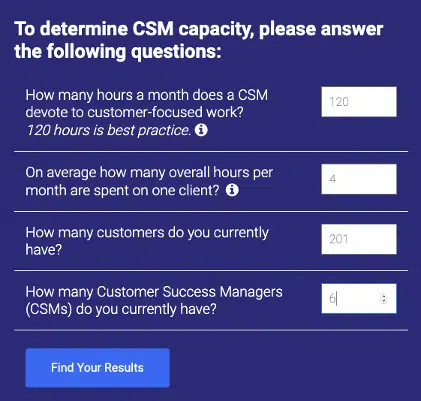 To determine CSM capacity, please answer
the following questions:
How many hours a month does a CSM
devote to customer-focused work?
120 hours is best practice.
120
On average how many overall hours per
month are spent on one client?
4
How many customers do you currently
have?
201
How many Customer Success Managers
(CSMs) do you currently have?
6
Find Your Results